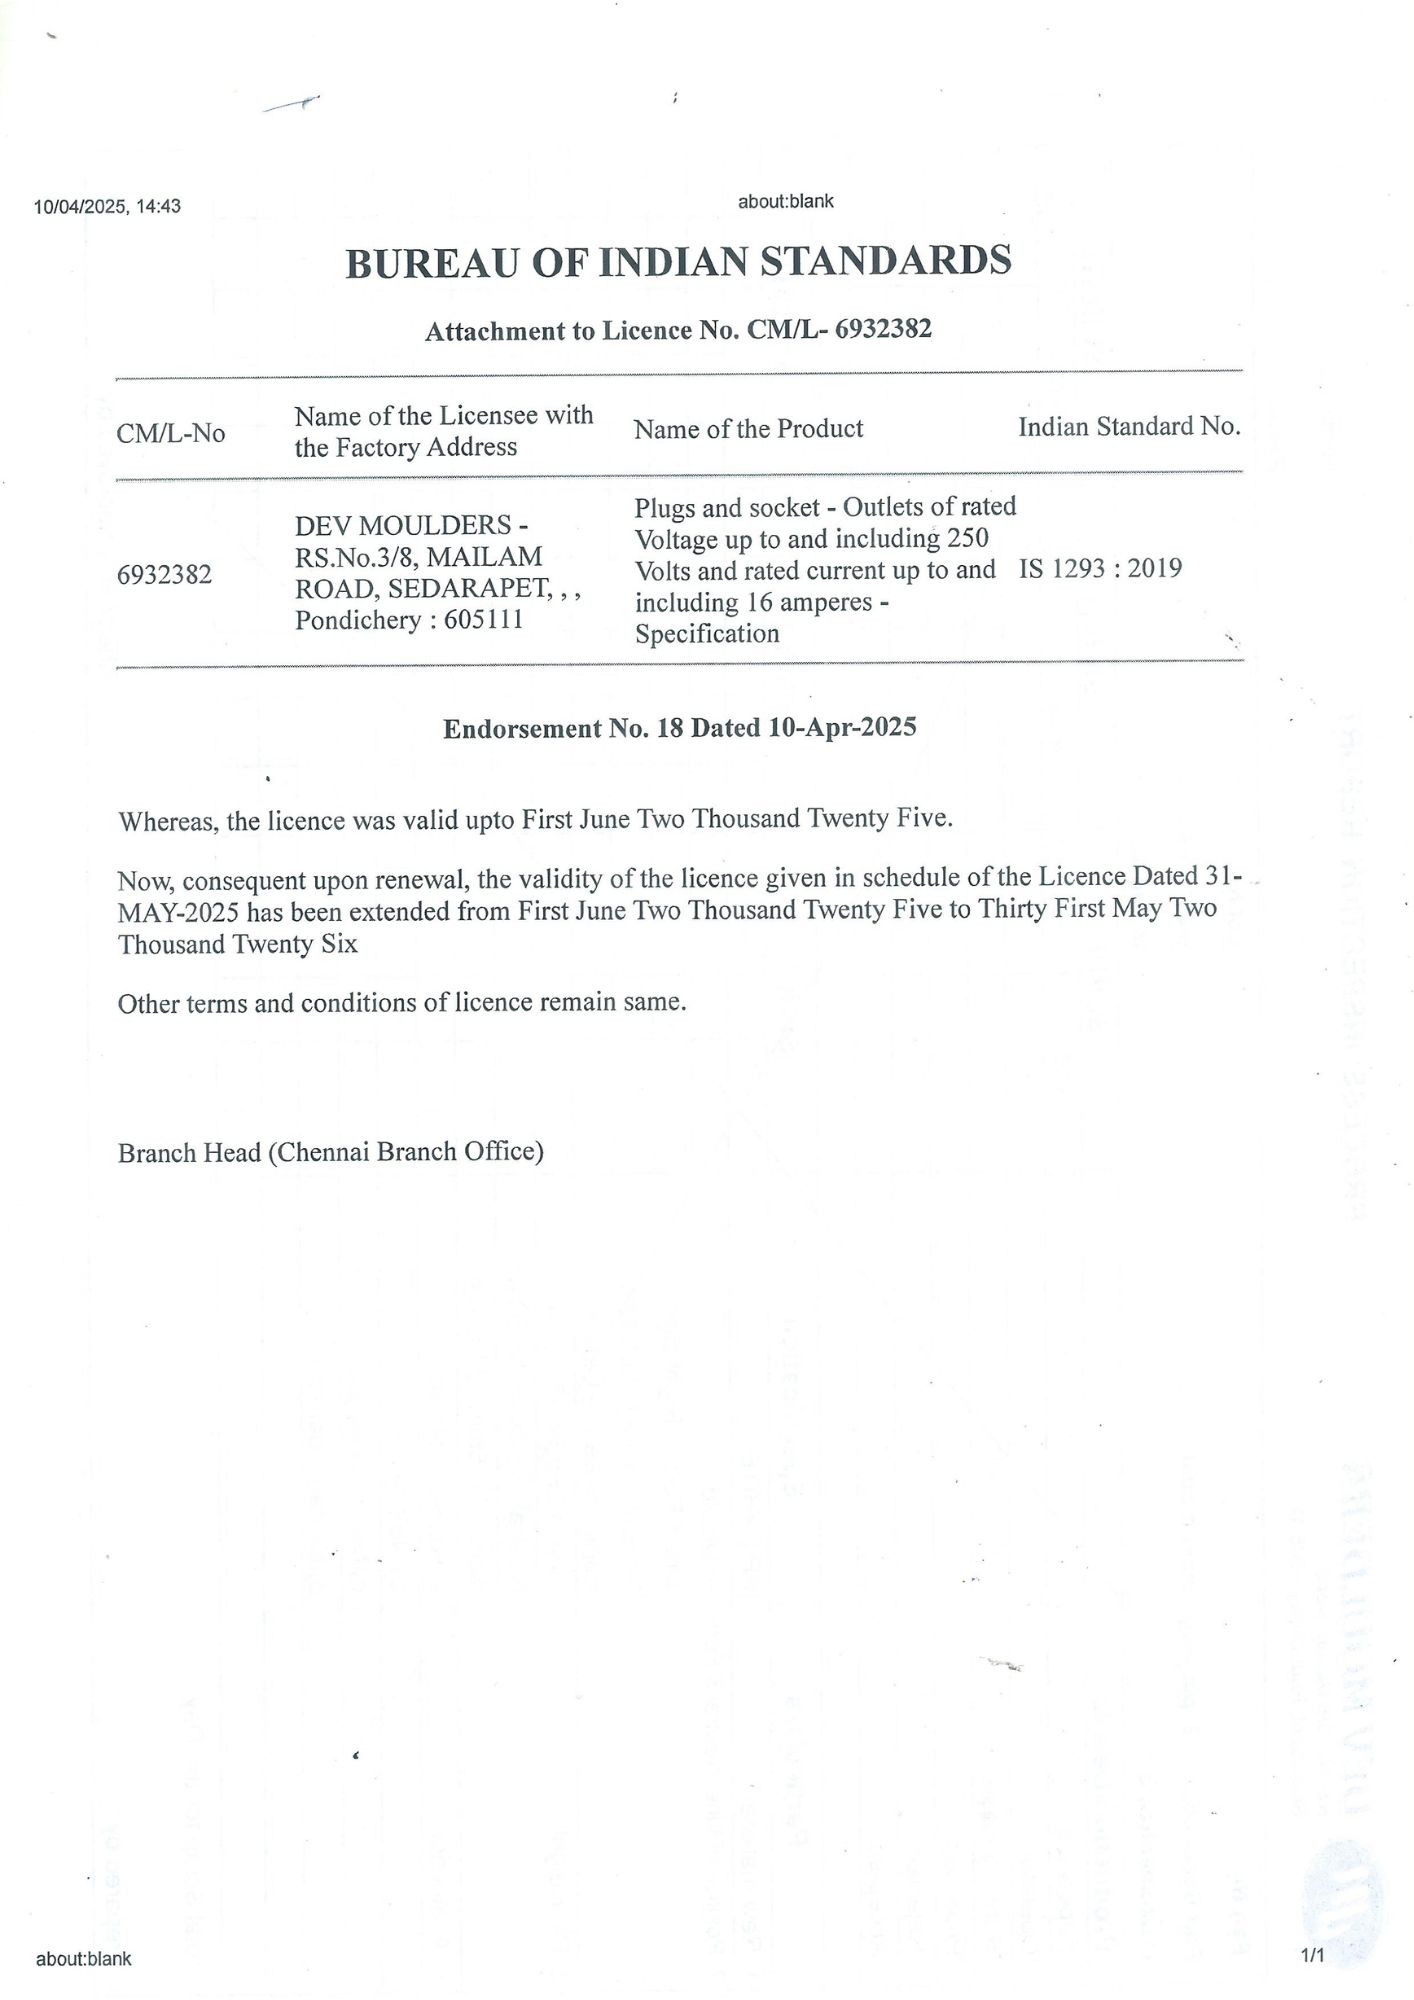 10/04/2025, 14:43
about:blank
BUREAU OF INDIAN STANDARDS
Attachment to Licence No. CM/L- 6932382
CM/L-No
Name of the Licensee with
the Factory Address
Name of the Product
Indian Standard No.
6932382
DEV MOULDERS -
RS.No.3/8, MAILAM
ROAD, SEDARAPET, , ,
Pondichery : 605111
Plugs and socket - Outlets of rated
Voltage up to and including 250
Volts and rated current up to and
including 16 amperes -
Specification
IS 1293 : 2019
Endorsement No. 18 Dated 10-Apr-2025
Whereas, the licence was valid upto First June Two Thousand Twenty Five.
Now, consequent upon renewal, the validity of the licence given in schedule of the Licence Dated 31-
MAY-2025 has been extended from First June Two Thousand Twenty Five to Thirty First May Two
Thousand Twenty Six
Other terms and conditions of licence remain same.
Branch Head (Chennai Branch Office)
about:blank
1/1